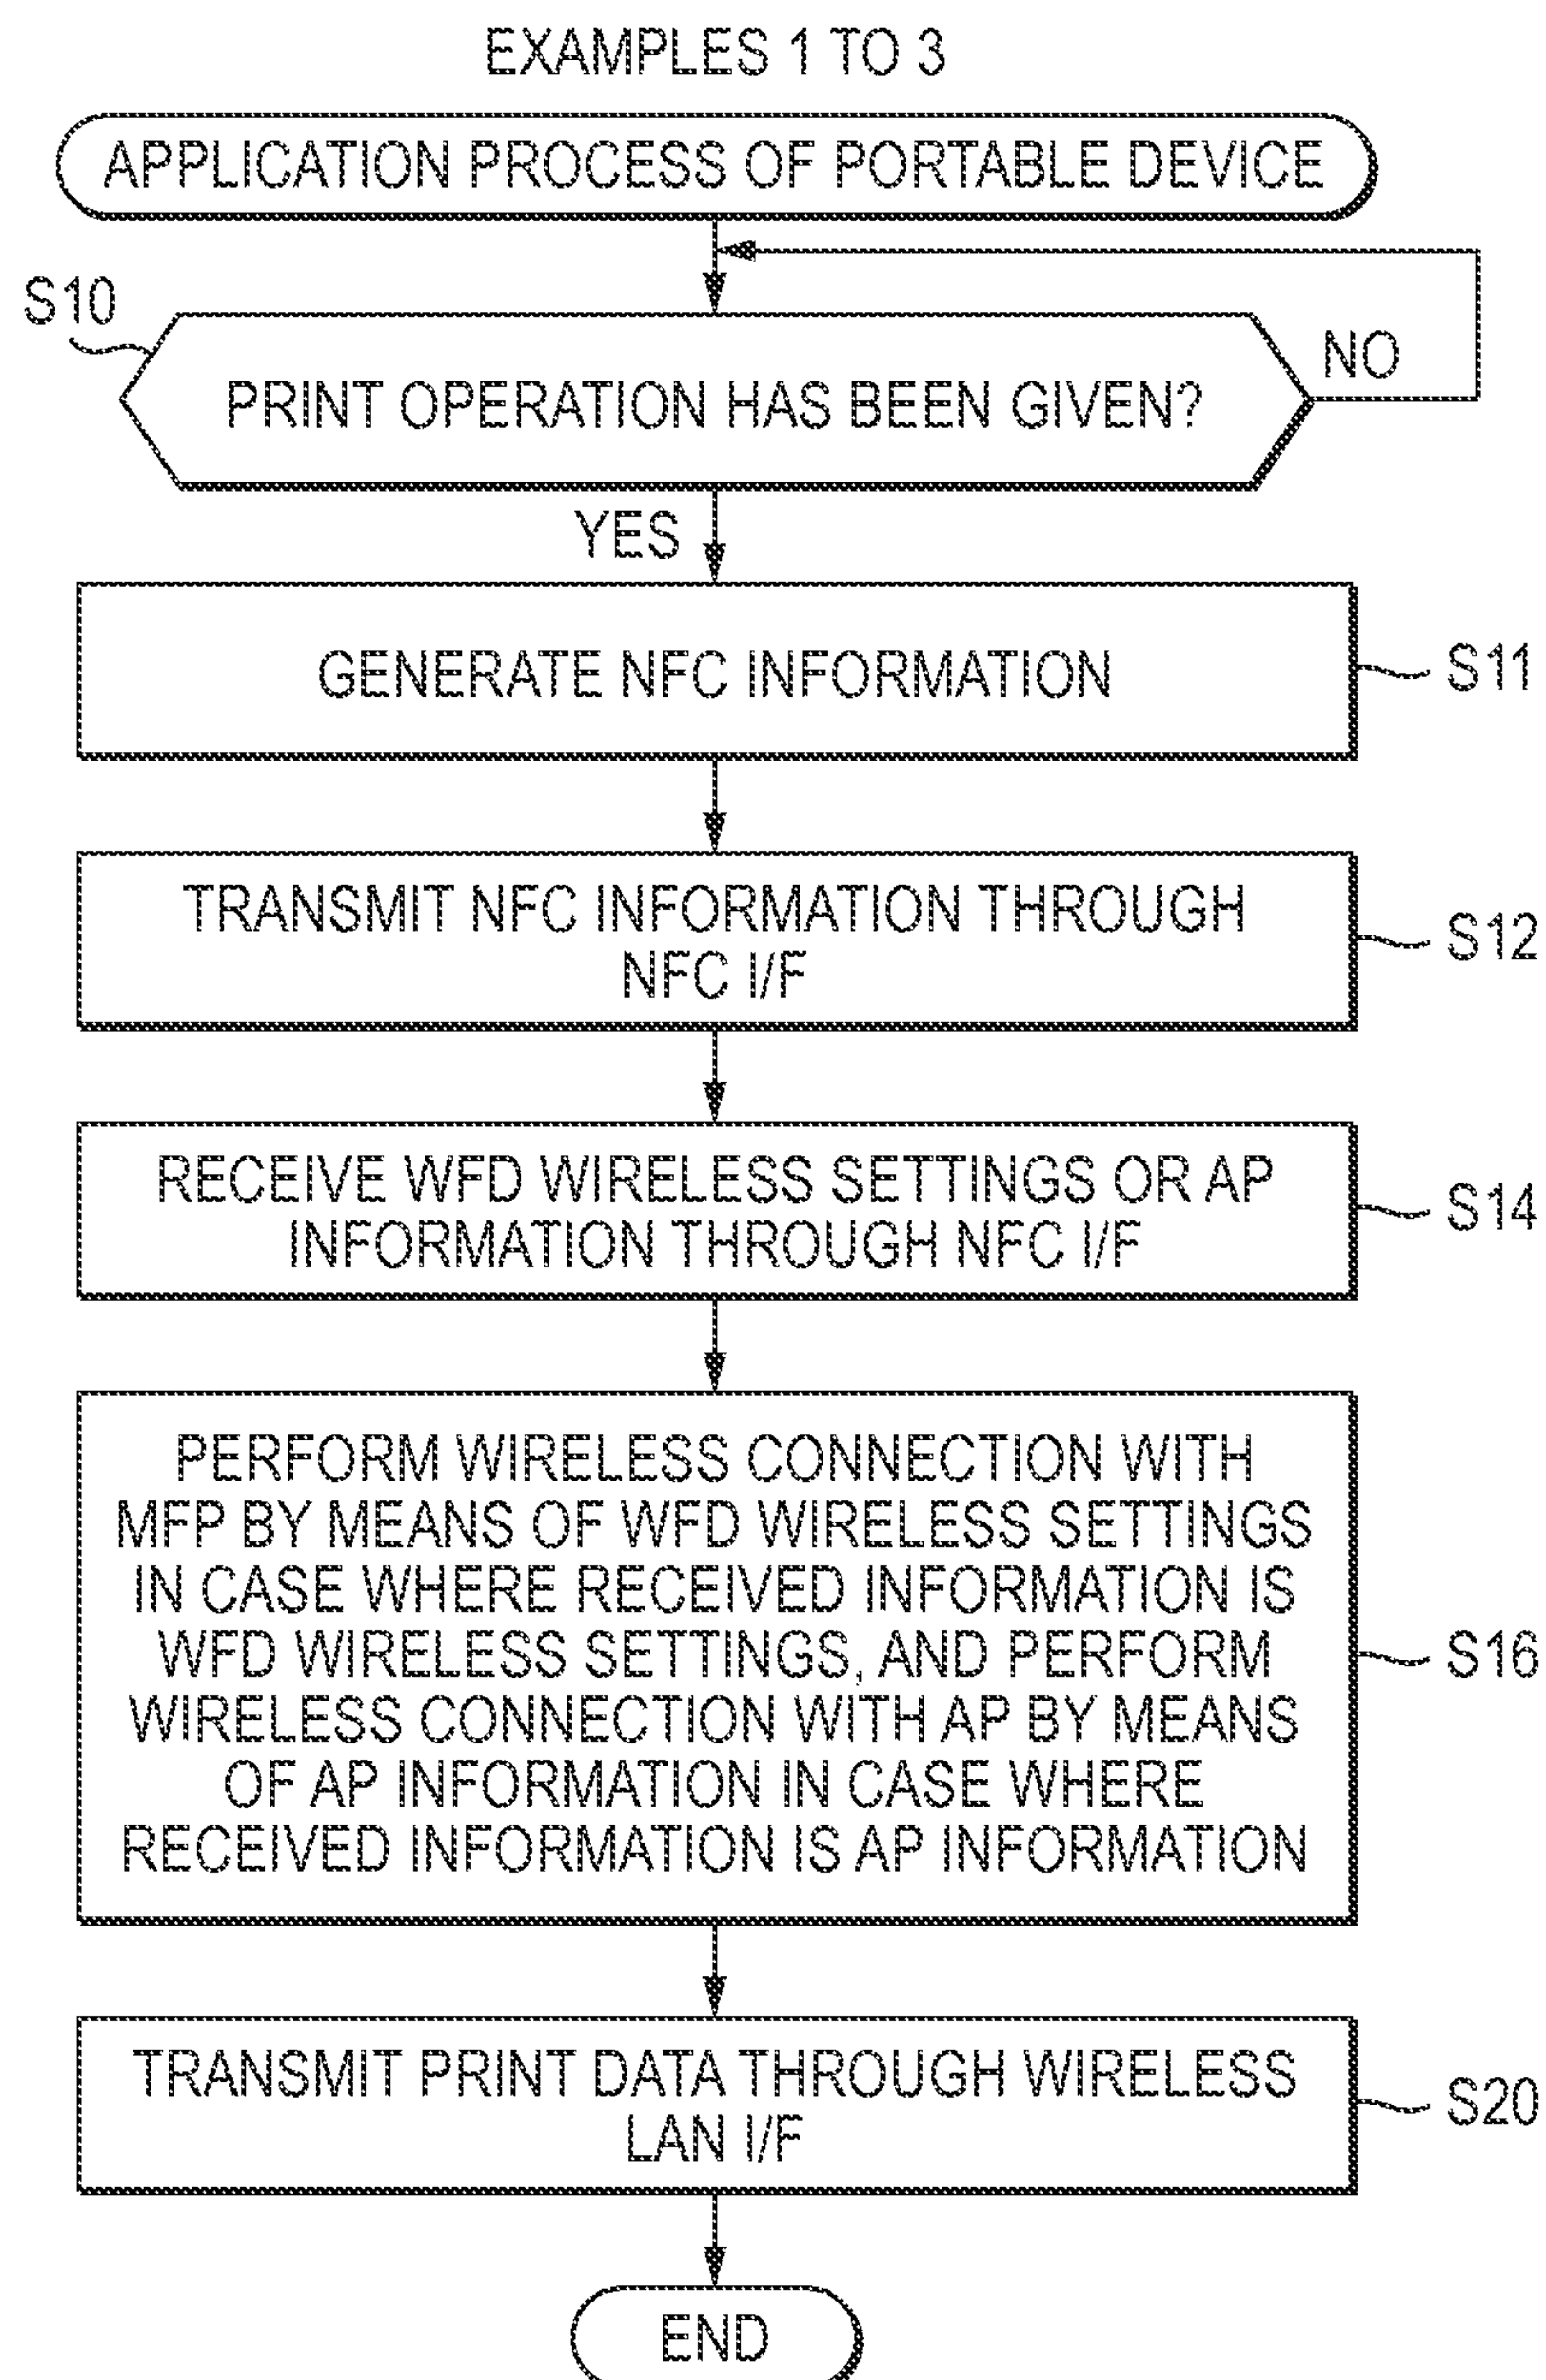 EXAMPLES 1 TO 3
APPLICATION PROCESS OF PORTABLE DEVICE
S10
NO
PRINT OPERATION HAS BEEN GIVEN?
YES
GENERATE NFC INFORMATION
S11
TRANSMIT NFC INFORMATION THROUGH
NFC I/F
S12
RECEIVE WFD WIRELESS SETTINGS OR AP
INFORMATION THROUGH NFC I/F
S14
PERFORM WIRELESS CONNECTION WITH
MFP BY MEANS OF WFD WIRELESS SETTINGS
IN CASE WHERE RECEIVED INFORMATION IS
WFD WIRELESS SETTINGS, AND PERFORM
WIRELESS CONNECTION WITH AP BY MEANS
OF AP INFORMATION IN CASE WHERE
RECEIVED INFORMATION IS AP INFORMATION
S16
TRANSMIT PRINT DATA THROUGH WIRELESS
LAN I/F
S20
END